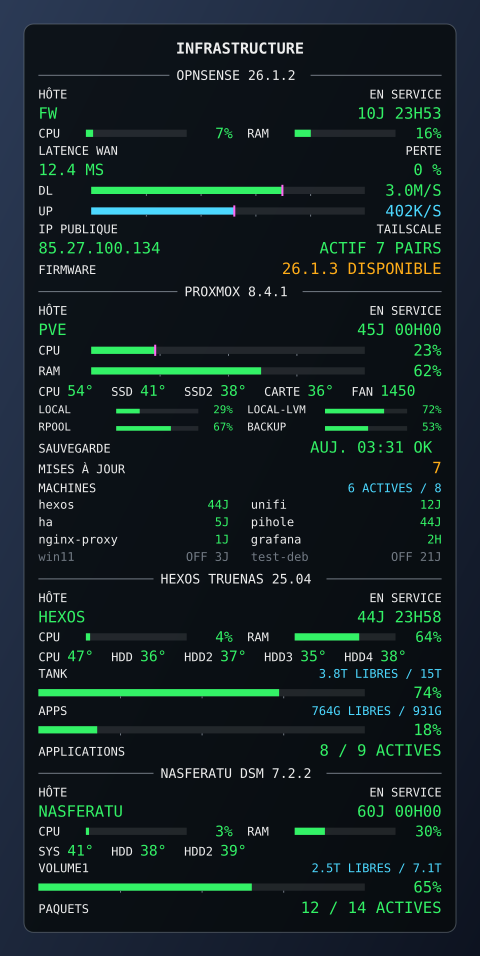 INFRASTRUCTURE
OPNSENSE 26.1.2
HÔTE EN SERVICE
FW 10J 23H53
CPU 7% RAM 16%
LATENCE WAN PERTE
12.4 MS 0 %
DL 3.0M/S
UP 402K/S
IP PUBLIQUE TAILSCALE
85.27.100.134 ACTIF 7 PAIRS
FIRMWARE 26.1.3 DISPONIBLE
PROXMOX 8.4.1
HÔTE EN SERVICE
PVE 45J 00H00
CPU 23%
RAM 62%
CPU 54° SSD 41° SSD2 38° CARTE 36° FAN 1450
LOCAL 29% LOCAL-LVM 72%
RPOOL 67% BACKUP 53%
SAUVEGARDE AUJ. 03:31 OK
MISES À JOUR 7
MACHINES 6 ACTIVES / 8
hexos 44J unifi 12J
ha 5J pihole 44J
nginx-proxy 1J grafana 2H
win11 OFF 3J test-deb OFF 21J
HEXOS TRUENAS 25.04
HÔTE EN SERVICE
HEXOS 44J 23H58
CPU 4% RAM 64%
CPU 47° HDD 36° HDD2 37° HDD3 35° HDD4 38°
TANK 3.8T LIBRES / 15T
74%
APPS 764G LIBRES / 931G
18%
APPLICATIONS 8 / 9 ACTIVES
NASFERATU DSM 7.2.2
HÔTE EN SERVICE
NASFERATU 60J 00H00
CPU 3% RAM 30%
SYS 41° HDD 38° HDD2 39°
VOLUME1 2.5T LIBRES / 7.1T
65%
PAQUETS 12 / 14 ACTIVES